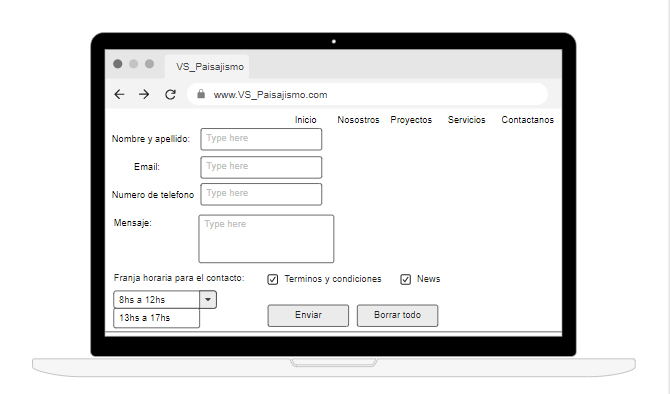 VS_Paisajismo
www.VS_Paisajismo.com
Inicio Nosostros Proyectos Servicios Contactanos
Nombre y apellido: Type here
Email: Type here
Numero de telefono Type here
Mensaje: Type here
Franja horaria para el contacto: Terminos y condiciones News
8hs a 12hs
13hs a 17hs
Enviar Borrar todo